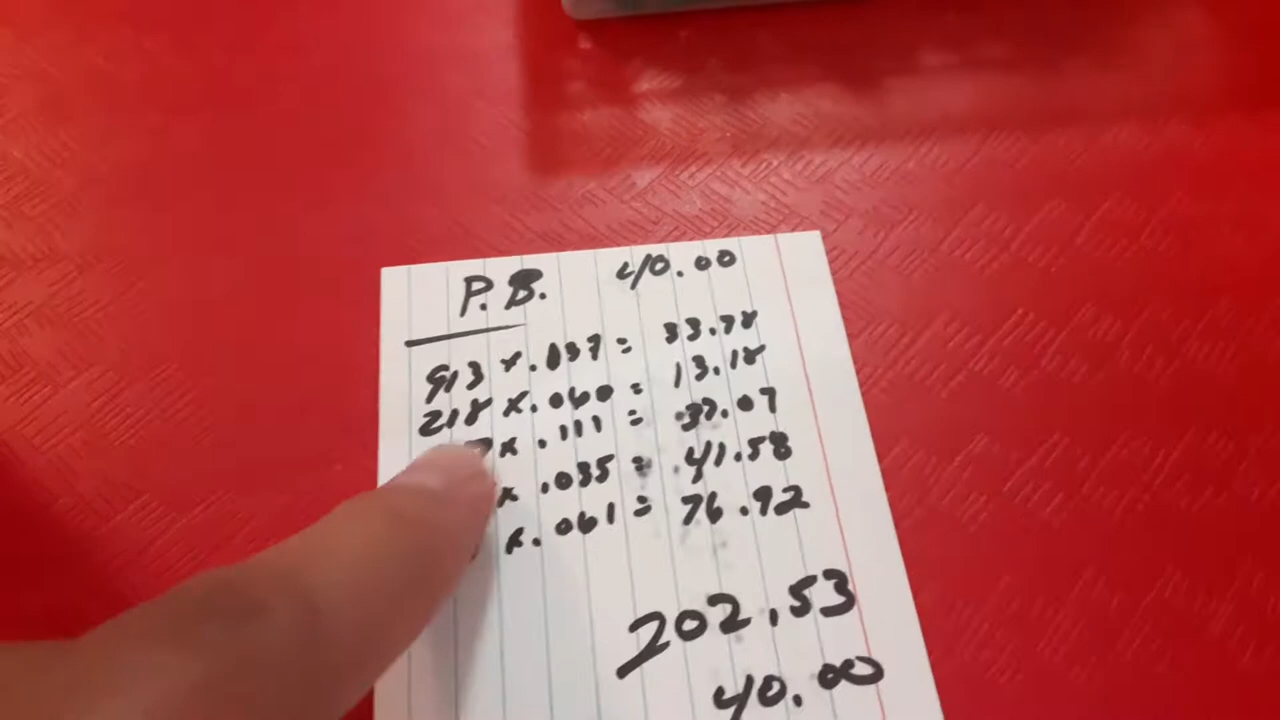 P.B. 40.00
913 x .037 = 33.78
218 x .060 = 13.18
x .111 = 37.07
x .035 = 41.58
x .061 = 76.92
202.53
40.00